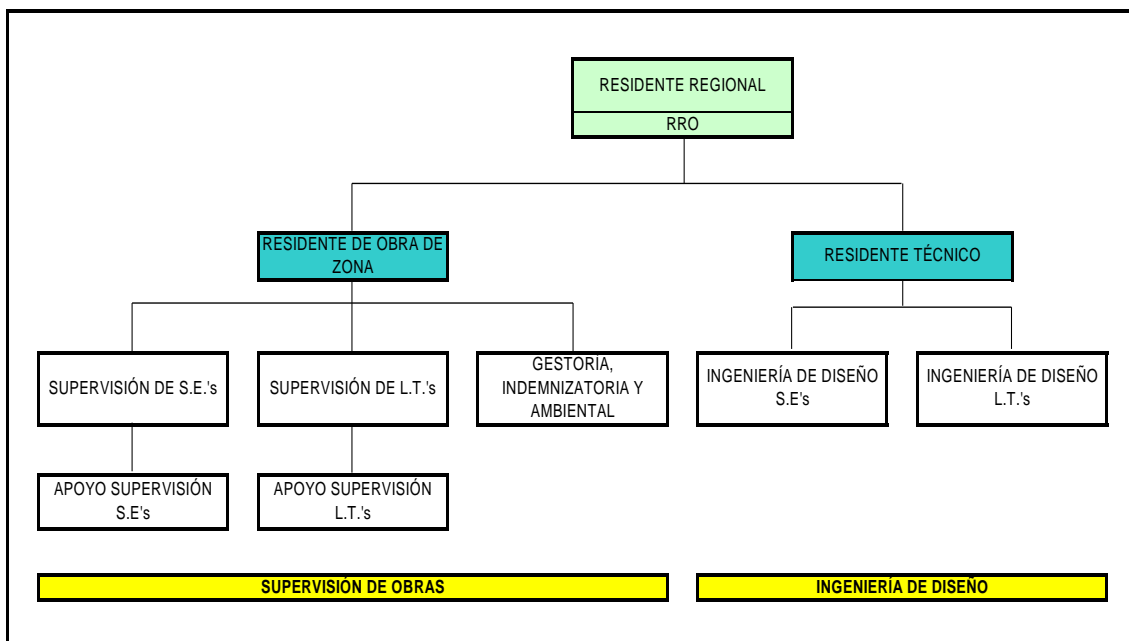 RESIDENTE REGIONAL
RRO
RESIDENTE DE OBRA DE
ZONA
RESIDENTE TÉCNICO
SUPERVISIÓN DE S.E.'s
SUPERVISIÓN DE L.T.'s
GESTORÍA,
INDEMNIZATORIA Y
AMBIENTAL
INGENIERÍA DE DISEÑO
S.E's
INGENIERÍA DE DISEÑO
L.T.'s
APOYO SUPERVISIÓN
S.E's
APOYO SUPERVISIÓN
L.T.'s
SUPERVISIÓN DE OBRAS
INGENIERÍA DE DISEÑO